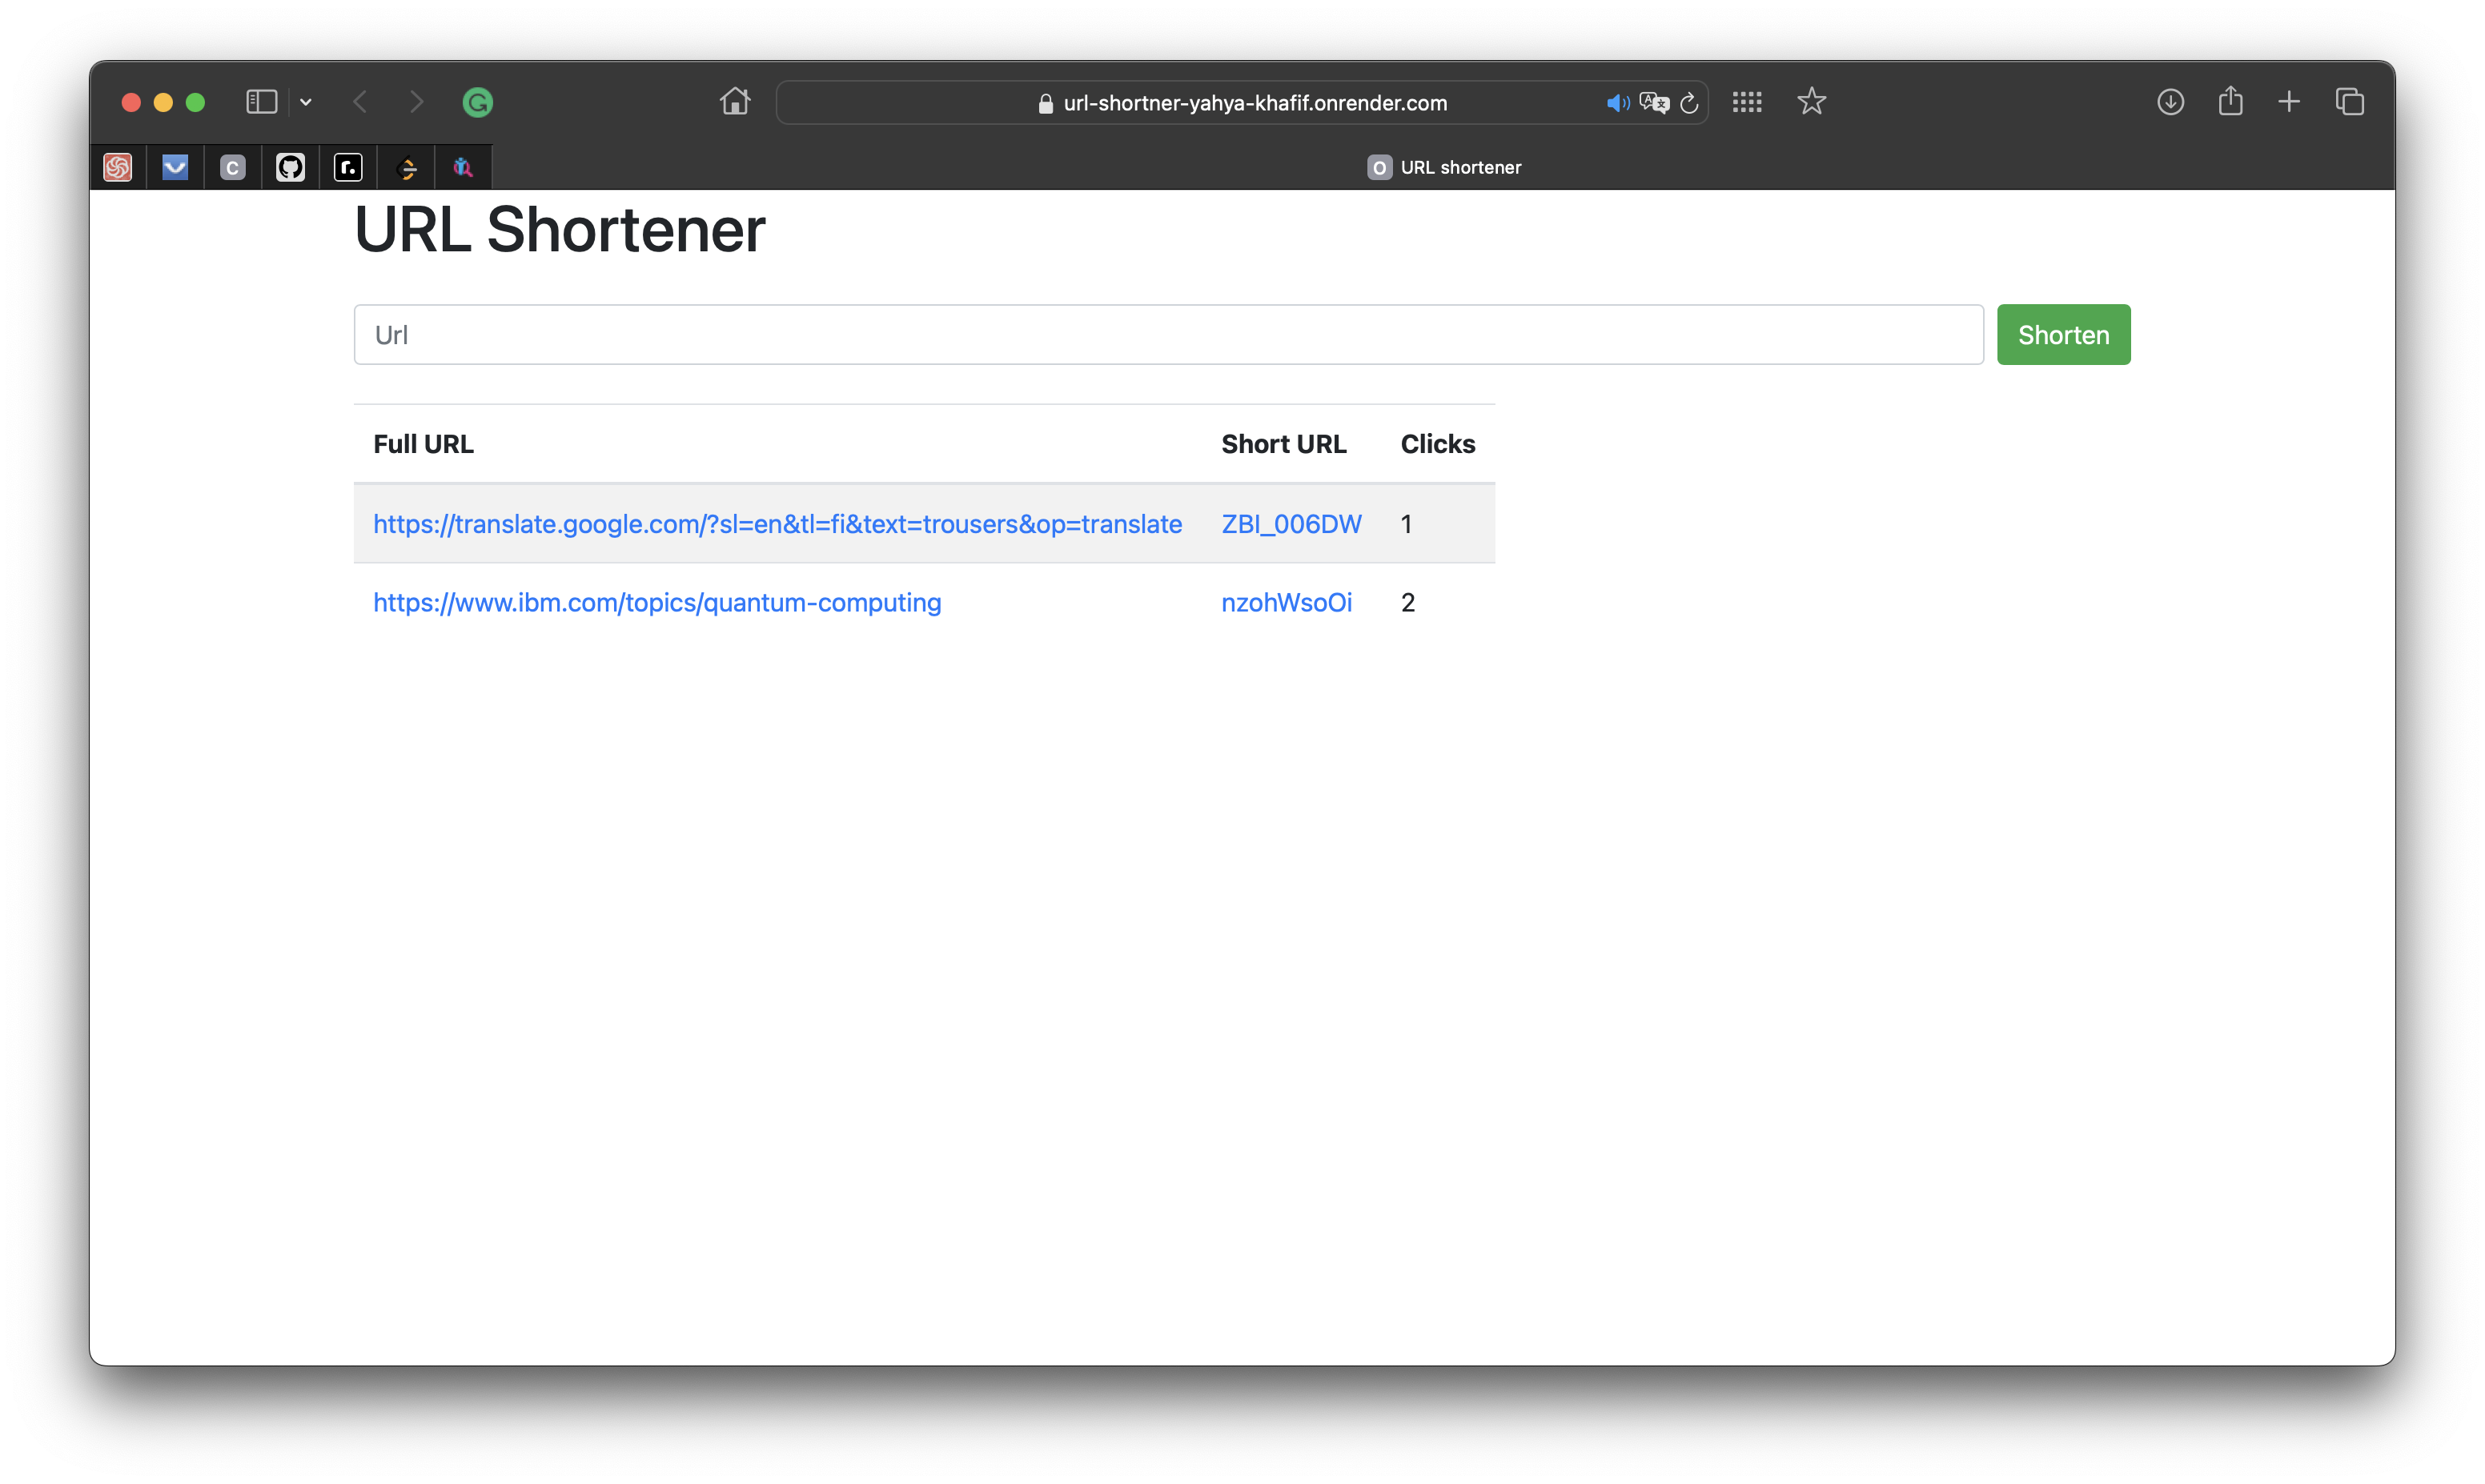 url-shortner-yahya-khafif.onrender.com
C
O URL shortener
URL Shortener
Url Shorten
Full URL Short URL Clicks
https://translate.google.com/?sl=en&tl=fi&text=trousers&op=translate ZBI_006DW 1
https://www.ibm.com/topics/quantum-computing nzohWsoOi 2